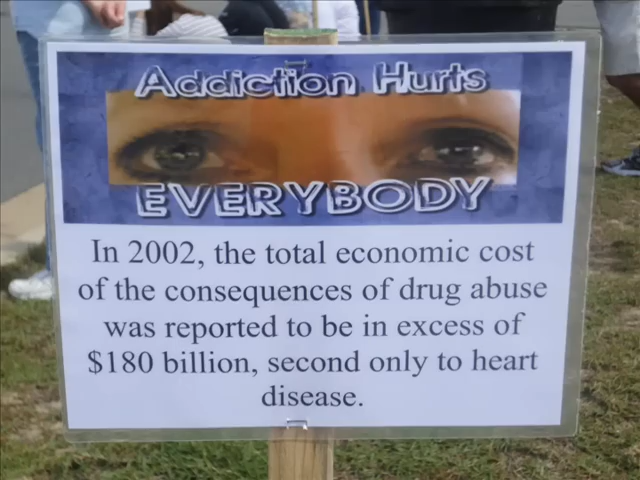 Addiction Hurts
EVERYBODY
In 2002, the total economic cost
of the consequences of drug abuse
was reported to be in excess of
$180 billion, second only to heart
disease.